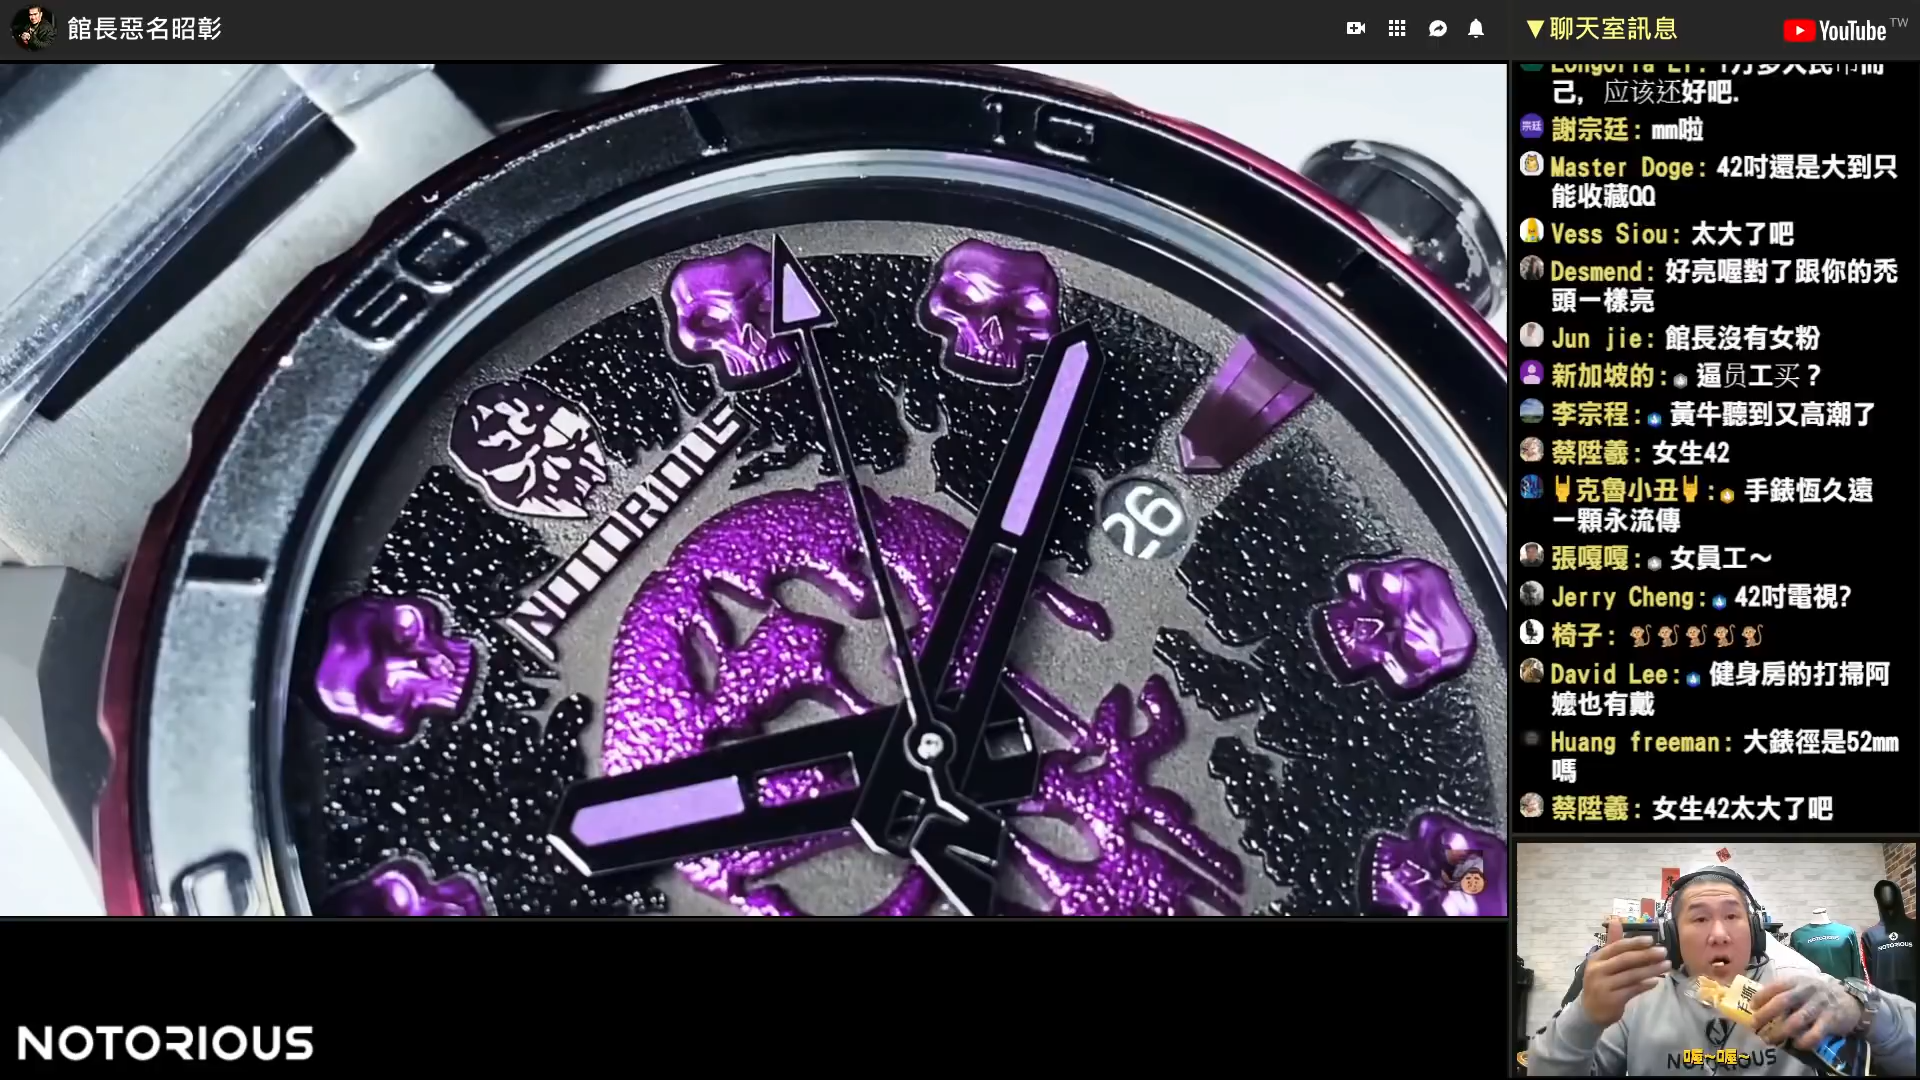 館長惡名昭彰
▼聊天室訊息
YouTube TW
己，应该还好吧.
謝宗廷: mm啦
Master Doge: 42吋還是大到只
能收藏QQ
Vess Siou: 太大了吧
Desmend: 好亮喔對了跟你的禿
頭一樣亮
Jun jie: 館長沒有女粉
新加坡的: 逼员工买？
李宗程: 黃牛聽到又高潮了
蔡陞羲: 女生42
🤘克魯小丑🤘: 手錶恆久遠
一顆永流傳
張嘎嘎: 女員工～
Jerry Cheng: 42吋電視?
椅子: 🐒🐒🐒🐒🐒
David Lee: 健身房的打掃阿
嬤也有戴
Huang freeman: 大錶徑是52mm
嗎
蔡陞羲: 女生42太大了吧
10
60
NOTORIOUS
26
NOTORIOUS
NOTORIOUS
NOTORIOUS
喔~喔~